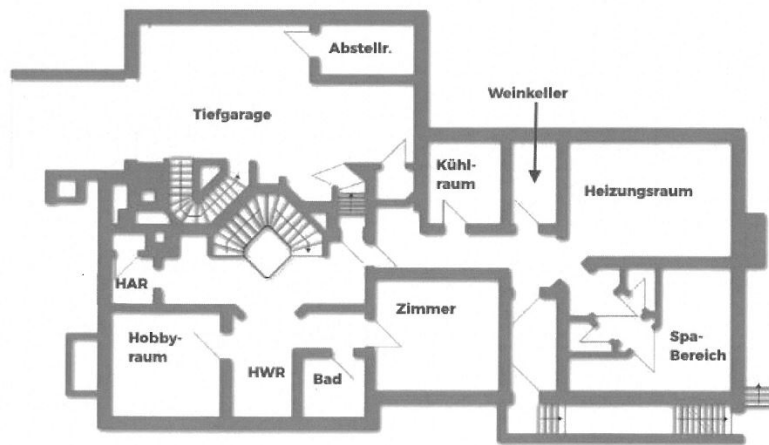 Abstellr.
Weinkeller
Tiefgarage
Kühl-
raum
Heizungsraum
HAR
Zimmer
Hobby-
raum
HWR
Bad
Spa-
Bereich